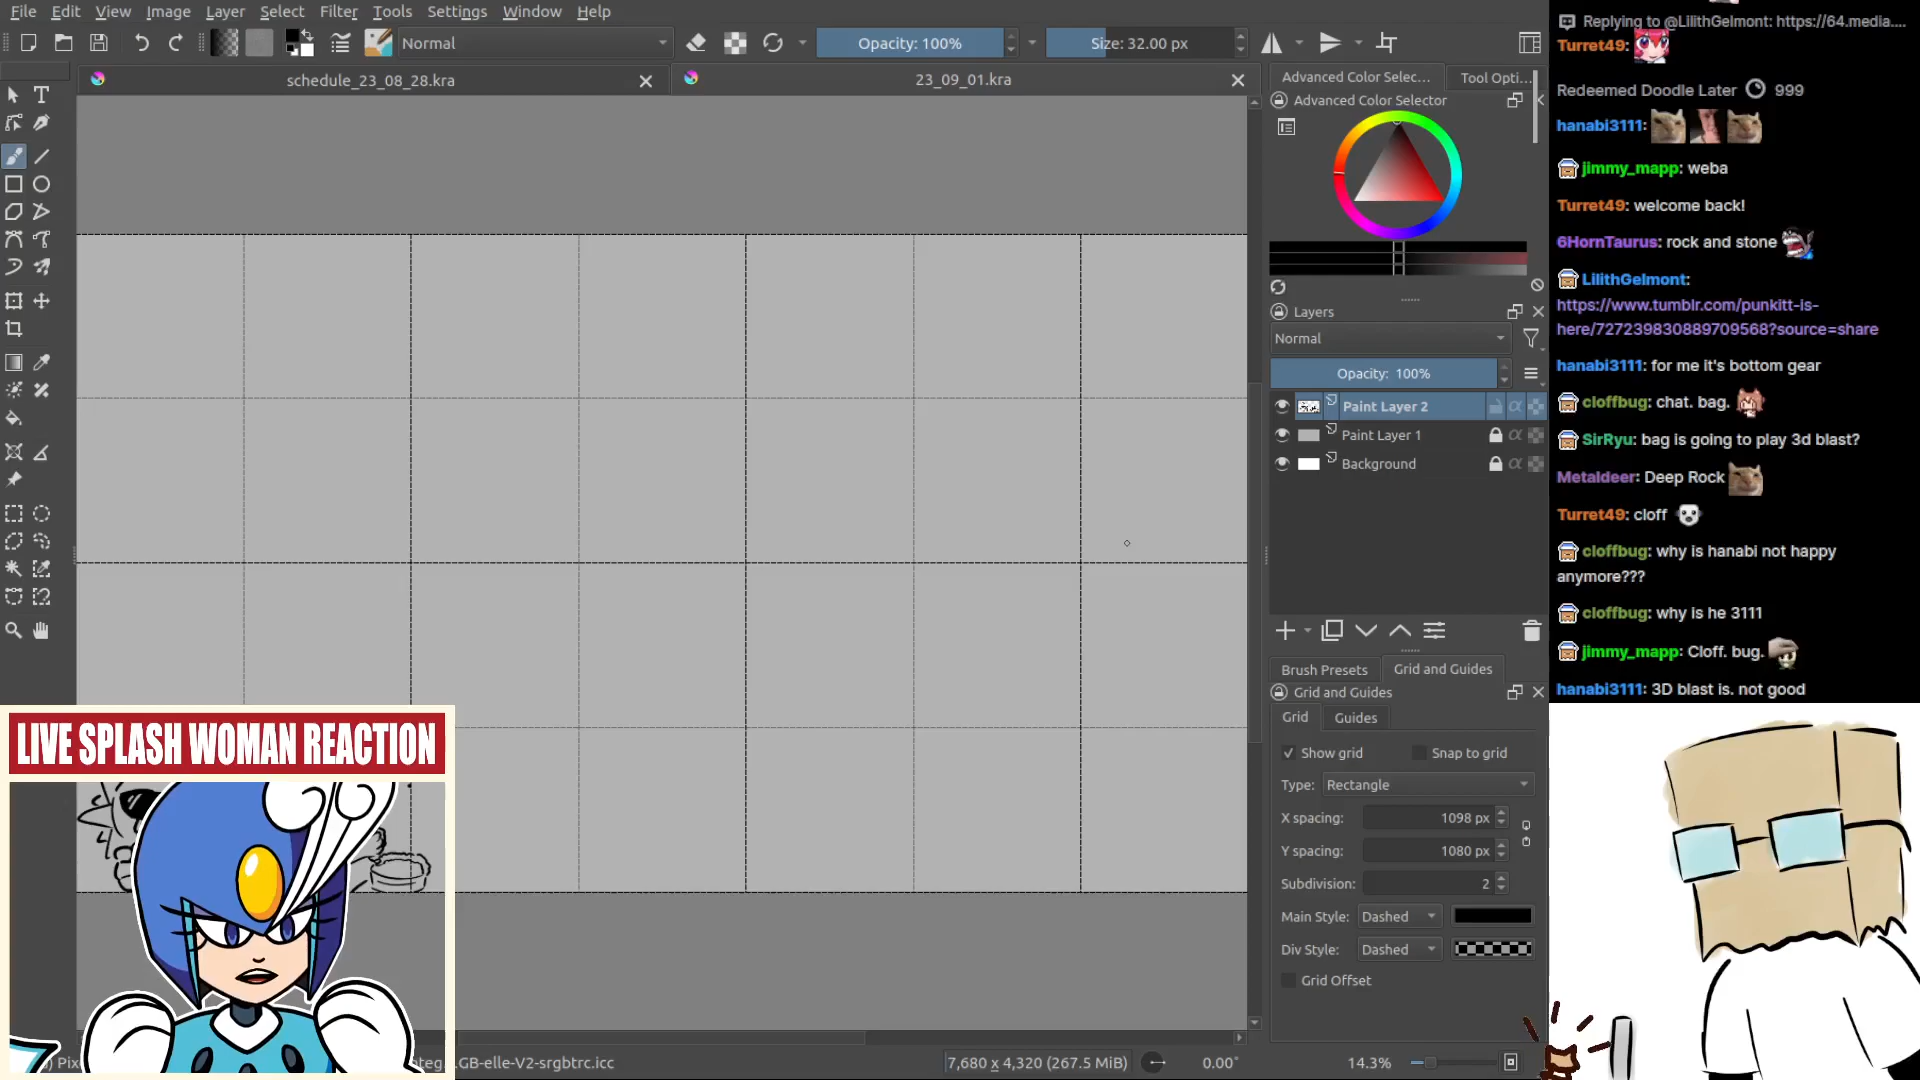 File Edit View Image Layer Select Filter Tools Settings Window Help
Normal
Opacity: 100%
Size: 32.00 px
schedule_23_08_28.kra
23_09_01.kra
Advanced Color Selec...
Tool Opti...
Advanced Color Selector
Layers
Normal
Opacity: 100%
Paint Layer 2
Paint Layer 1
Background
Brush Presets
Grid and Guides
Grid and Guides
Grid
Guides
Show grid
Snap to grid
Type: Rectangle
X spacing: 1098 px
Y spacing: 1080 px
Subdivision: 2
Main Style: Dashed
Div Style: Dashed
Grid Offset
LIVE SPLASH WOMAN REACTION
.GB-elle-V2-srgbtrc.icc
7,680 x 4,320 (267.5 MiB)
0.00°
14.3%
Replying to @LilithGelmont: https://64.media....
Turret49:
Redeemed Doodle Later 999
hanabi3111:
jimmy_mapp: weba
Turret49: welcome back!
6HornTaurus: rock and stone
LilithGelmont:
https://www.tumblr.com/punkitt-is-
here/727239830889709568?source=share
hanabi3111: for me it's bottom gear
cloffbug: chat. bag.
SirRyu: bag is going to play 3d blast?
Metaldeer: Deep Rock
Turret49: cloff
cloffbug: why is hanabi not happy
anymore???
cloffbug: why is he 3111
jimmy_mapp: Cloff. bug.
hanabi3111: 3D blast is. not good